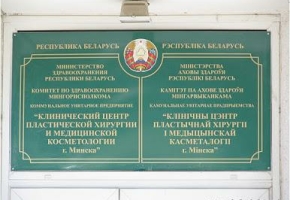 РЕСПУБЛИКА БЕЛАРУСЬ
МИНИСТЕРСТВО
ЗДРАВООХРАНЕНИЯ
РЕСПУБЛИКИ БЕЛАРУСЬ
КОМИТЕТ ПО ЗДРАВООХРАНЕНИЮ
МИНГОРИСПОЛКОМА
КОММУНАЛЬНОЕ УНИТАРНОЕ ПРЕДПРИЯТИЕ
"КЛИНИЧЕСКИЙ ЦЕНТР
ПЛАСТИЧЕСКОЙ ХИРУРГИИ
И МЕДИЦИНСКОЙ
КОСМЕТОЛОГИИ
г. Минска"
РЭСПУБЛІКА БЕЛАРУСЬ
МІНІСТЭРСТВА
АХОВЫ ЗДАРОЎЯ
РЭСПУБЛІКІ БЕЛАРУСЬ
КАМІТЭТ ПА АХОВЕ ЗДАРОЎЯ
МІНГАРВЫКАНКАМА
КАМУНАЛЬНАЕ УНІТАРНАЕ ПРАДПРЫЕМСТВА
"КЛІНІЧНЫ ЦЭНТР
ПЛАСТЫЧНАЙ ХІРУРГІІ
І МЕДЫЦЫНСКАЙ
КАСМЕТАЛОГІІ
г. Мінска"